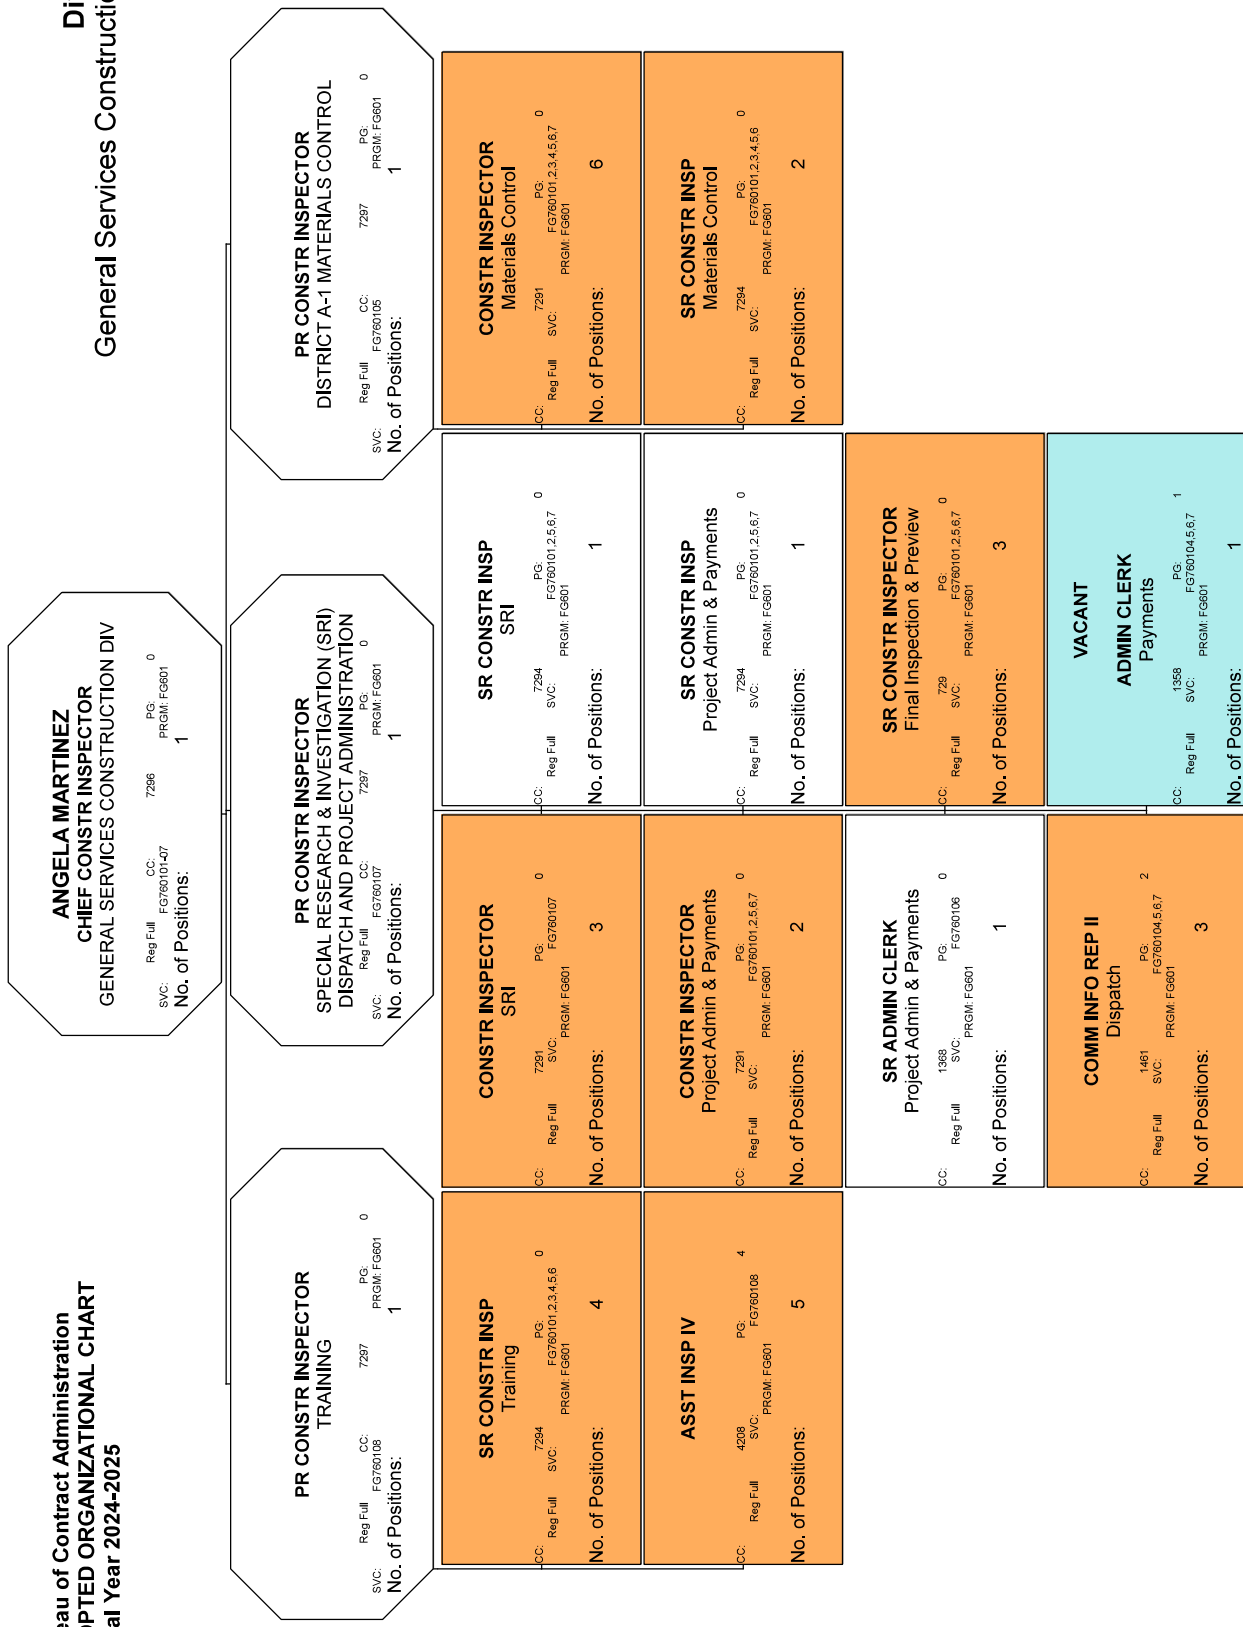 eau of Contract Administration
OPTED ORGANIZATIONAL CHART
al Year 2024-2025
Di
General Services Constructi
ANGELA MARTINEZ
CHIEF CONSTR INSPECTOR
GENERAL SERVICES CONSTRUCTION DIV
Reg Full CC: 7296 PG: 0
SVC: FG760101-07 PRGM: FG601
No. of Positions: 1
PR CONSTR INSPECTOR
TRAINING
Reg Full CC: 7297 PG: 0
SVC: FG760108 PRGM: FG601
No. of Positions: 1
PR CONSTR INSPECTOR
SPECIAL RESEARCH & INVESTIGATION (SRI)
DISPATCH AND PROJECT ADMINISTRATION
Reg Full CC: 7297 PG: 0
SVC: FG760107 PRGM: FG601
No. of Positions: 1
PR CONSTR INSPECTOR
DISTRICT A-1 MATERIALS CONTROL
Reg Full CC: 7297 PG: 0
SVC: FG760105 PRGM: FG601
No. of Positions: 1
SR CONSTR INSP
Training
CC: 7294 PG: 0
Reg Full SVC: FG760101,2,3,4,5,6
PRGM: FG601
No. of Positions: 4
CONSTR INSPECTOR
SRI
CC: 7291 PG: 0
Reg Full SVC: FG760107
PRGM: FG601
No. of Positions: 3
SR CONSTR INSP
SRI
CC: 7294 PG: 0
Reg Full SVC: FG760101,2,5,6,7
PRGM: FG601
No. of Positions: 1
CONSTR INSPECTOR
Materials Control
CC: 7291 PG: 0
Reg Full SVC: FG760101,2,3,4,5,6,7
PRGM: FG601
No. of Positions: 6
ASST INSP IV
CC: 4208 PG: 4
Reg Full SVC: FG760108
PRGM: FG601
No. of Positions: 5
CONSTR INSPECTOR
Project Admin & Payments
CC: 7291 PG: 0
Reg Full SVC: FG760101,2,5,6,7
PRGM: FG601
No. of Positions: 2
SR CONSTR INSP
Project Admin & Payments
CC: 7294 PG: 0
Reg Full SVC: FG760101,2,5,6,7
PRGM: FG601
No. of Positions: 1
SR CONSTR INSP
Materials Control
CC: 7294 PG: 0
Reg Full SVC: FG760101,2,3,4,5,6
PRGM: FG601
No. of Positions: 2
SR ADMIN CLERK
Project Admin & Payments
CC: 1368 PG: 0
Reg Full SVC: FG760106
PRGM: FG601
No. of Positions: 1
SR CONSTR INSPECTOR
Final Inspection & Preview
CC: 729 PG: 0
Reg Full SVC: FG760101,2,5,6,7
PRGM: FG601
No. of Positions: 3
COMM INFO REP II
Dispatch
CC: 1461 PG: 2
Reg Full SVC: FG760104,5,6,7
PRGM: FG601
No. of Positions: 3
VACANT
ADMIN CLERK
Payments
CC: 1358 PG: 1
Reg Full SVC: FG760104,5,6,7
PRGM: FG601
No. of Positions: 1